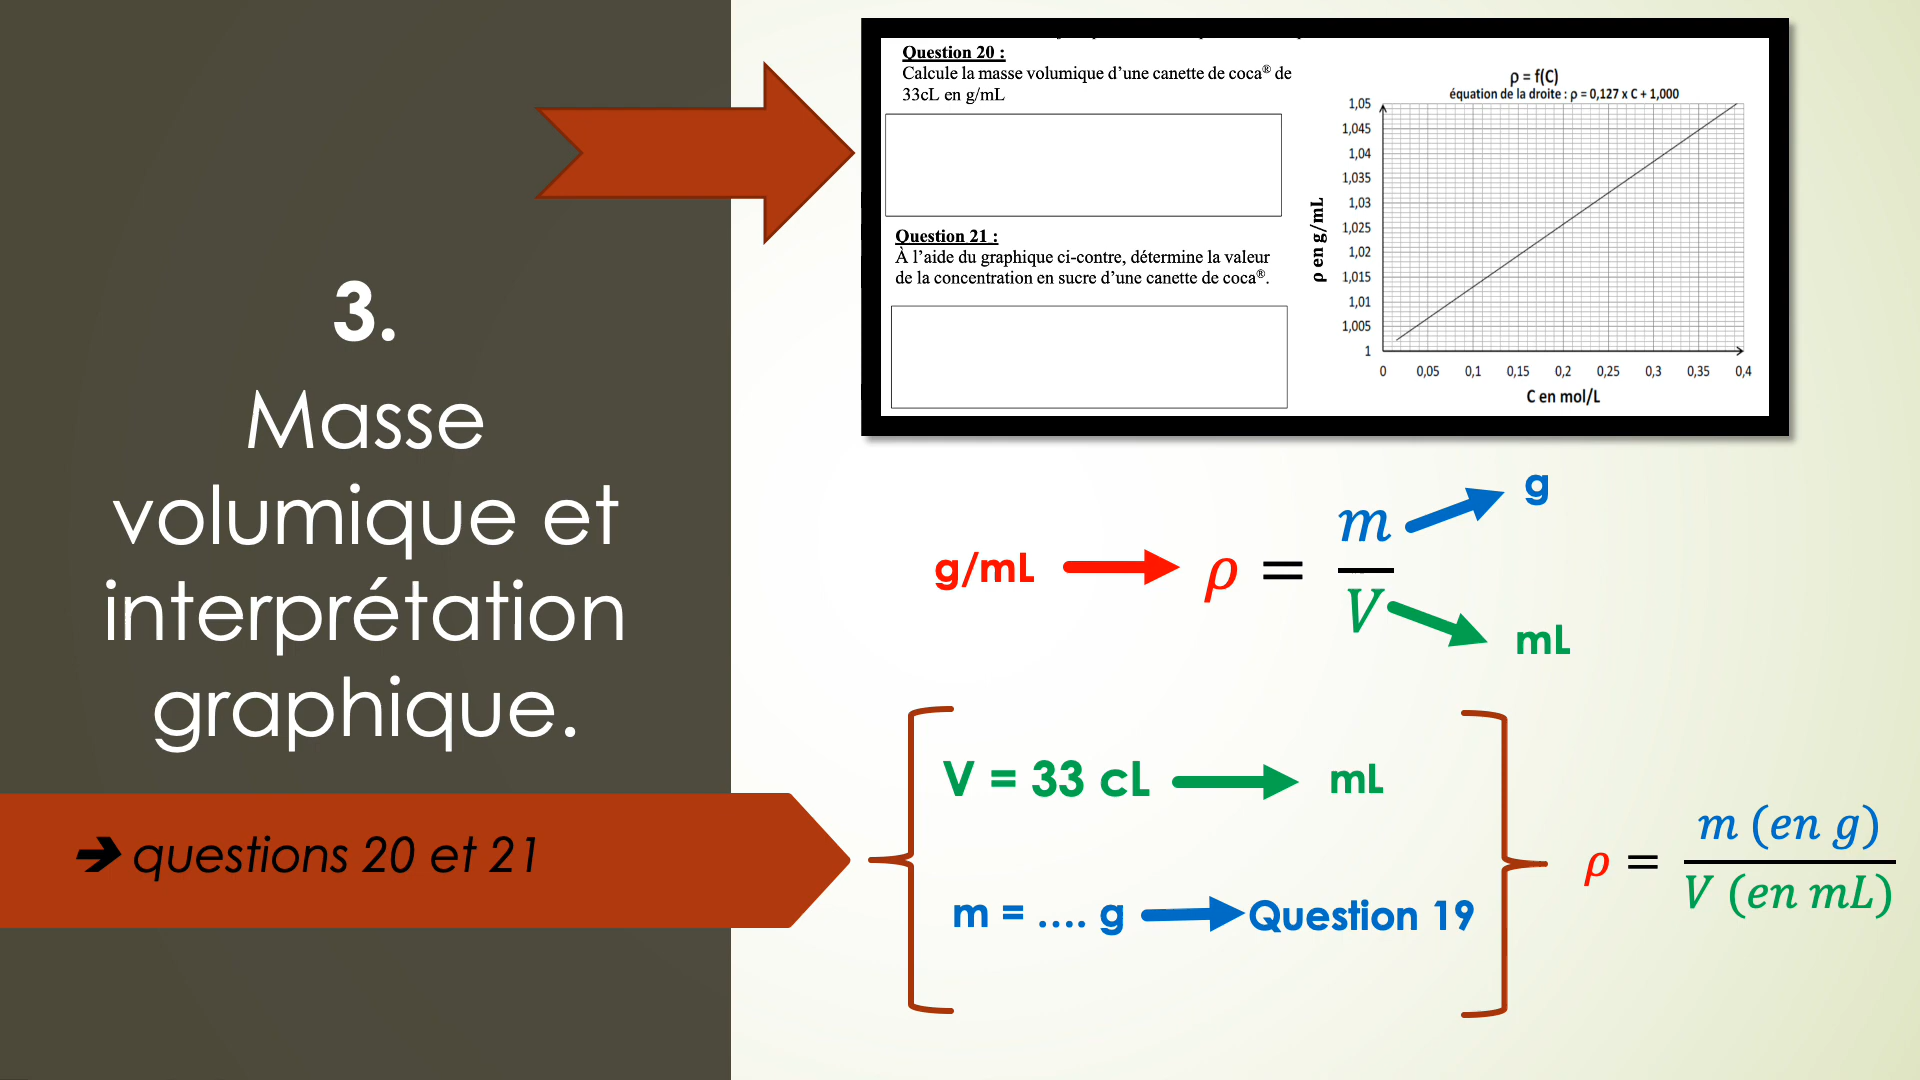 3.
Masse
volumique et
interprétation
graphique.
➔ questions 20 et 21
Question 20 :
Calcule la masse volumique d’une canette de coca® de
33cL en g/mL
Question 21 :
À l’aide du graphique ci-contre, détermine la valeur
de la concentration en sucre d’une canette de coca®.
ρ = f(C)
équation de la droite : ρ = 0,127 x C + 1,000
ρ en g/mL
1,05
1,045
1,04
1,035
1,03
1,025
1,02
1,015
1,01
1,005
1
0 0,05 0,1 0,15 0,2 0,25 0,3 0,35 0,4
C en mol/L
g/mL ρ = m/V
g
mL
V = 33 cL mL
m = .... g Question 19
ρ = m (en g)
V (en mL)